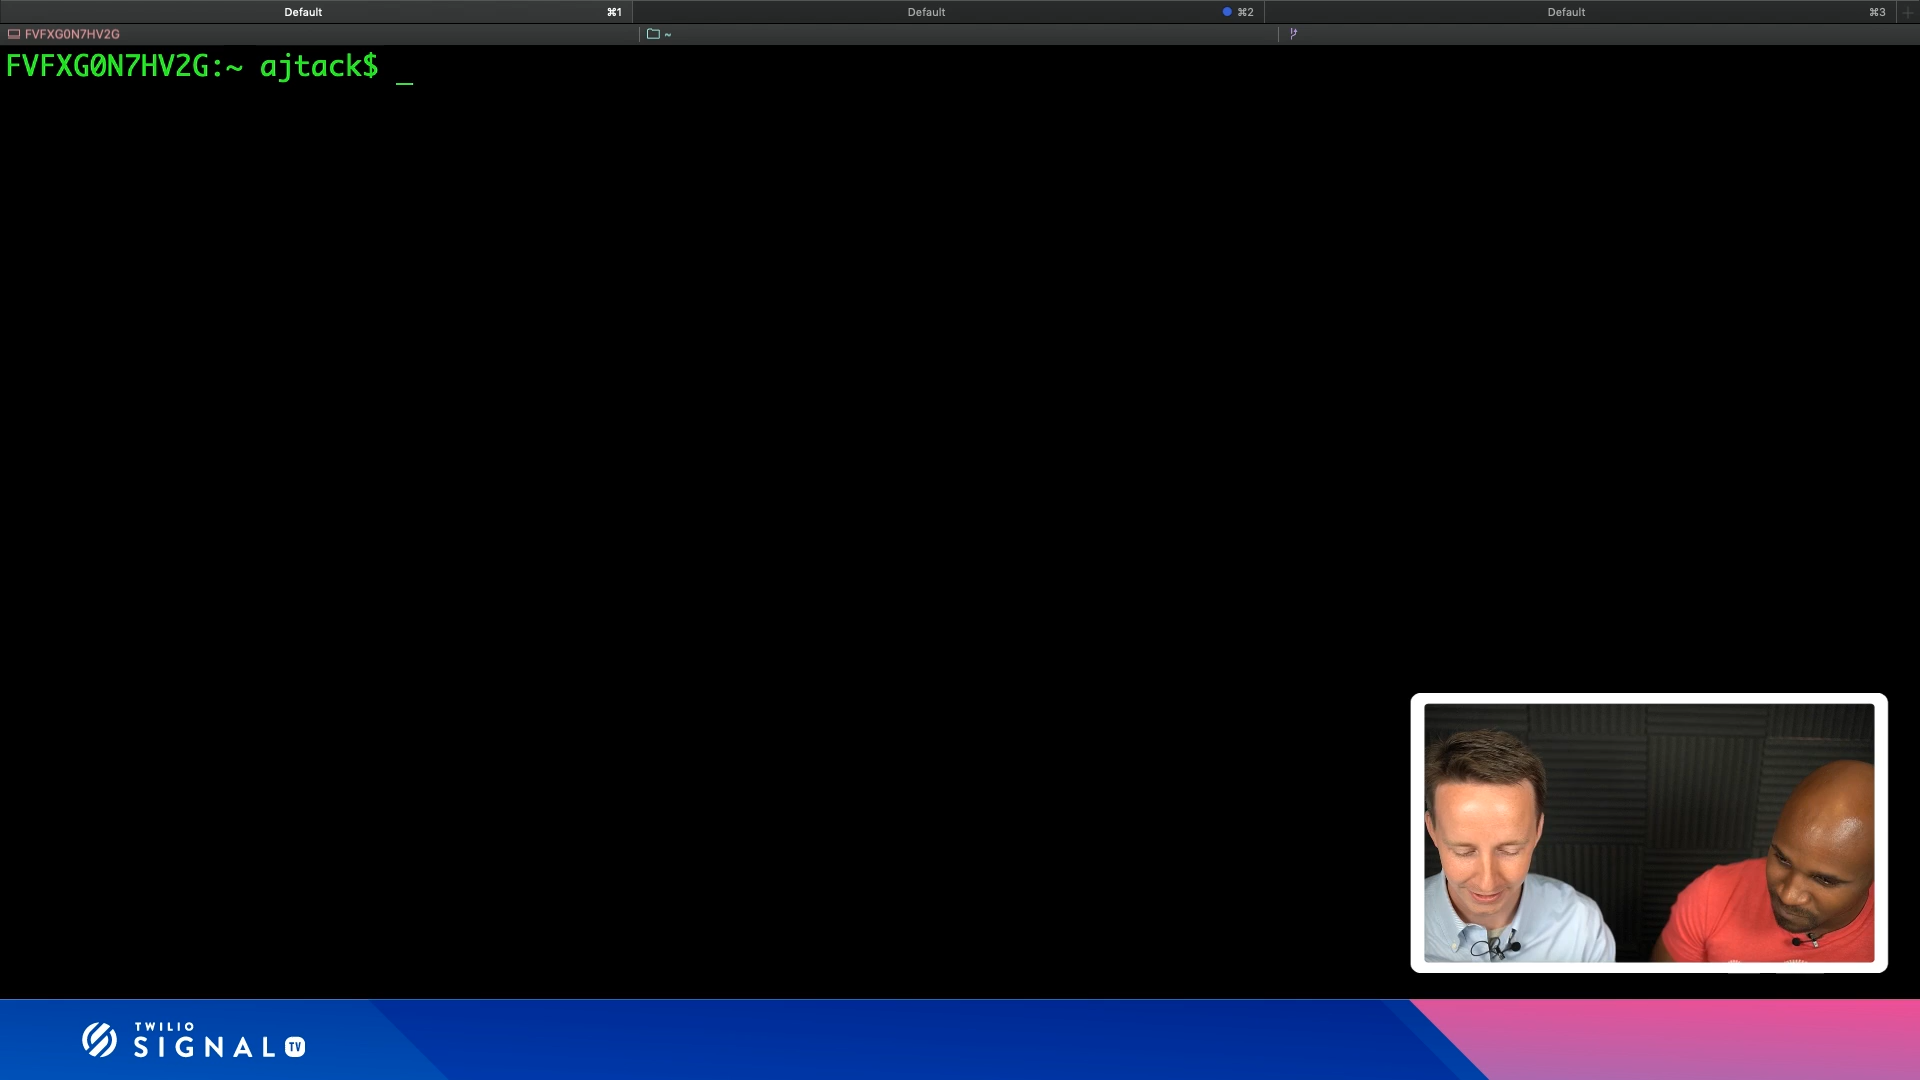 Default ⌘1 Default ⌘2 Default ⌘3
FVFXG0N7HV2G ~
FVFXG0N7HV2G:~ ajtack$ _
TWILIO
SIGNAL TV